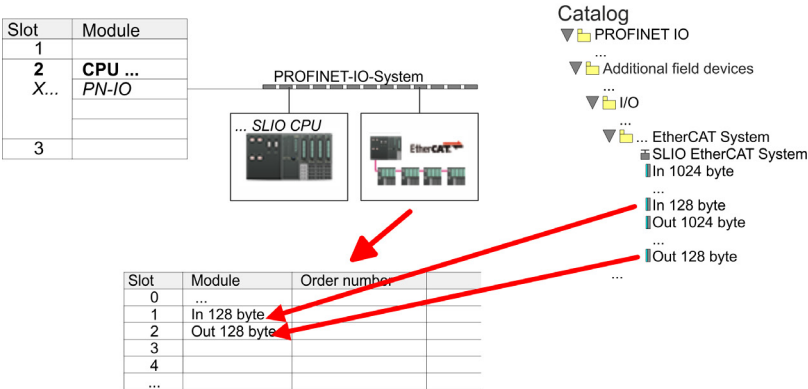 Slot Module
1
2 CPU ...
X... PN-IO
3
PROFINET-IO-System
... SLIO CPU
EtherCAT
Catalog
PROFINET IO
...
Additional field devices
...
I/O
...
... EtherCAT System
SLIO EtherCAT System
In 1024 byte
...
In 128 byte
Out 1024 byte
...
Out 128 byte
...
Slot Module Order number
0 ...
1 In 128 byte
2 Out 128 byte
3
4
...